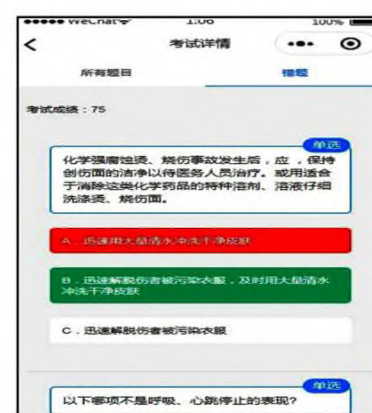 WeChat 1:06 100%
考试详情
所有题目 错题
考试成绩：75
单选
化学强腐蚀烫、烧伤事故发生后，应 ，保持
创伤面的洁净以待医务人员治疗。或用适合
于消除这类化学药品的特种溶剂、溶液仔细
洗涤烫、烧伤面。
A．迅速用大量清水冲洗干净皮肤
B．迅速解脱伤者被污染衣服，及时用大量清水
冲洗干净皮肤
C．迅速解脱伤者被污染衣服
单选
以下哪项不是呼吸、心跳停止的表现?